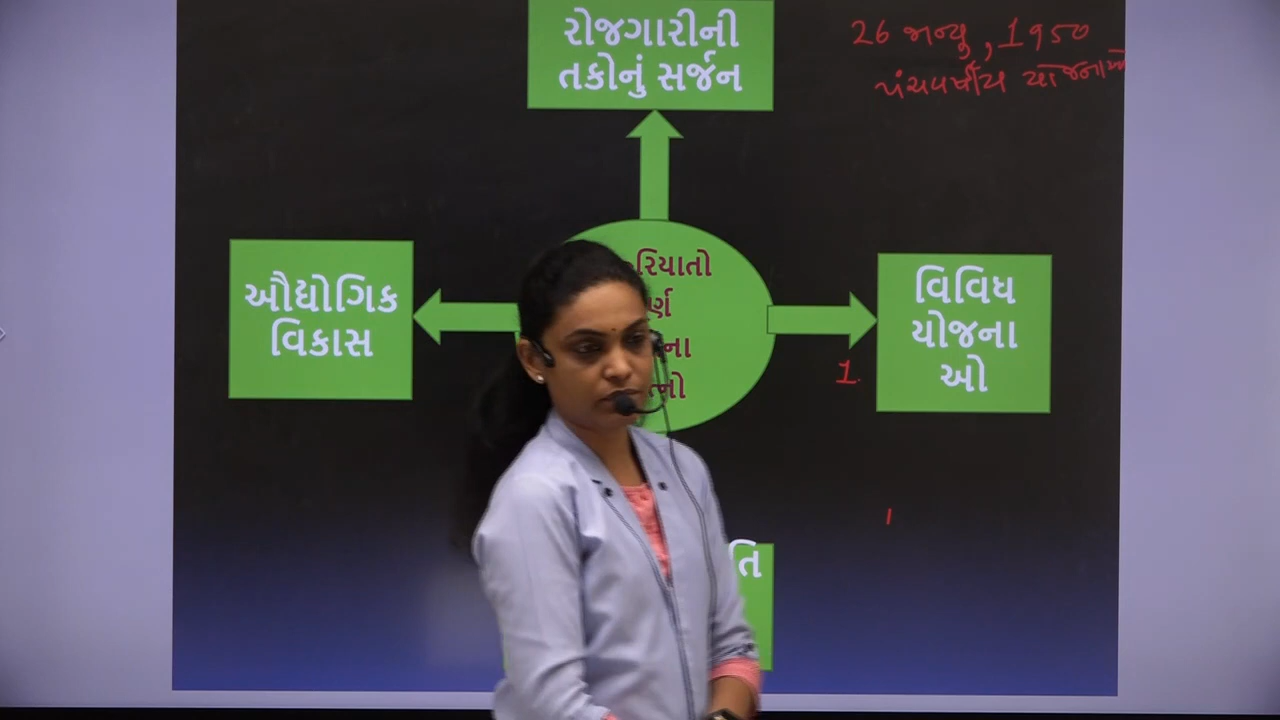 રોજગારીની
તકોનું સર્જન
26 જાન્યુ, 1950
પંચવર્ષીય યોજનાઓ
ઔદ્યોગિક
વિકાસ
વિવિધ
યોજના
ઓ
1.